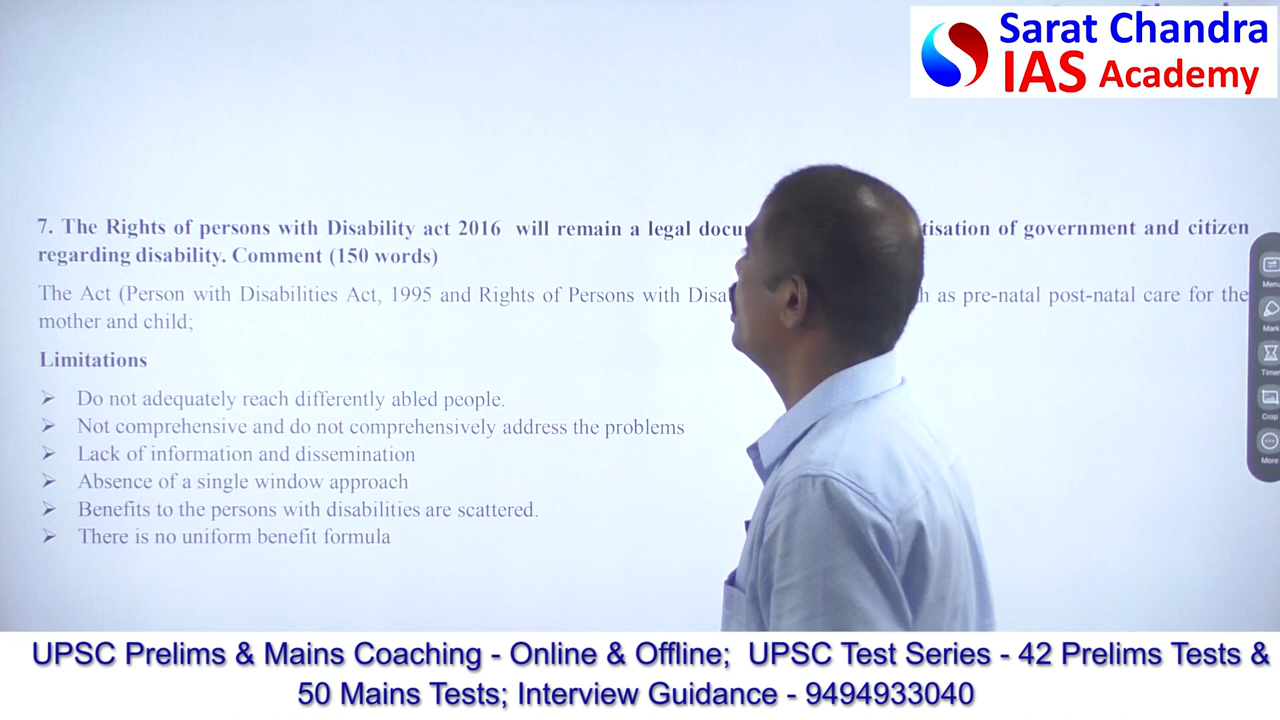 Sarat Chandra
IAS Academy
7. The Rights of persons with Disability act 2016 will remain a legal docu tisation of government and citizen
regarding disability. Comment (150 words)
The Act (Person with Disabilities Act, 1995 and Rights of Persons with Disa h as pre-natal post-natal care for the
mother and child;
Limitations
➢ Do not adequately reach differently abled people.
➢ Not comprehensive and do not comprehensively address the problems
➢ Lack of information and dissemination
➢ Absence of a single window approach
➢ Benefits to the persons with disabilities are scattered.
➢ There is no uniform benefit formula
Menu
Mark
Timer
Crop
More
UPSC Prelims & Mains Coaching - Online & Offline; UPSC Test Series - 42 Prelims Tests &
50 Mains Tests; Interview Guidance - 9494933040